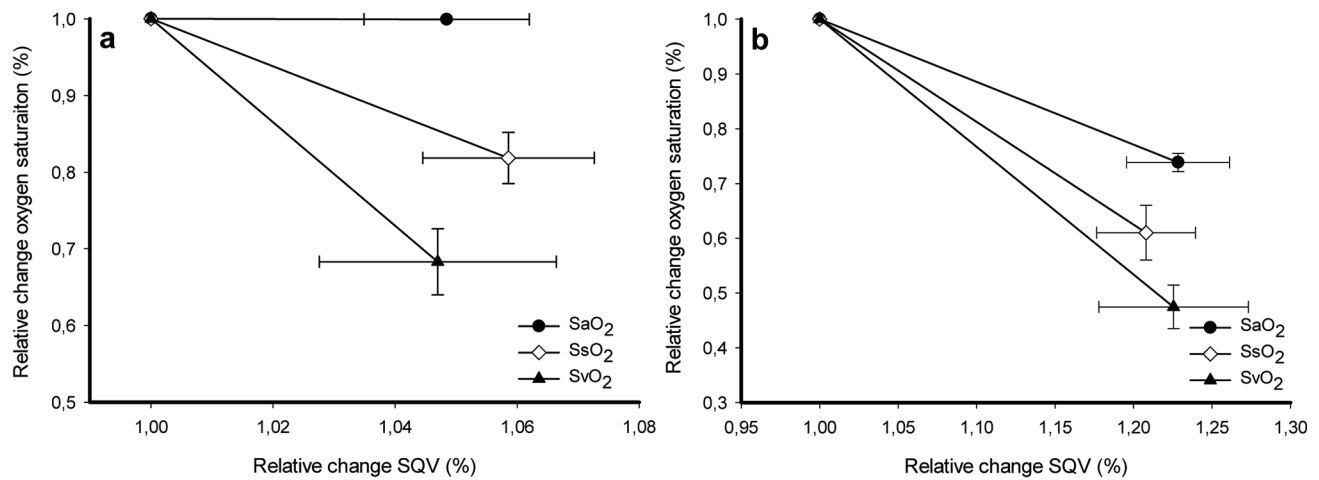 a
Relative change oxygen saturaiton (%)
1,0
0,9
0,8
0,7
0,6
0,5
1,00
1,02
1,04
1,06
1,08
Relative change SQV (%)
SaO2
SsO2
SvO2
b
Relative change oxygen saturation (%)
1,0
0,9
0,8
0,7
0,6
0,5
0,4
0,3
0,95
1,00
1,05
1,10
1,15
1,20
1,25
1,30
Relative change SQV (%)
SaO2
SsO2
SvO2